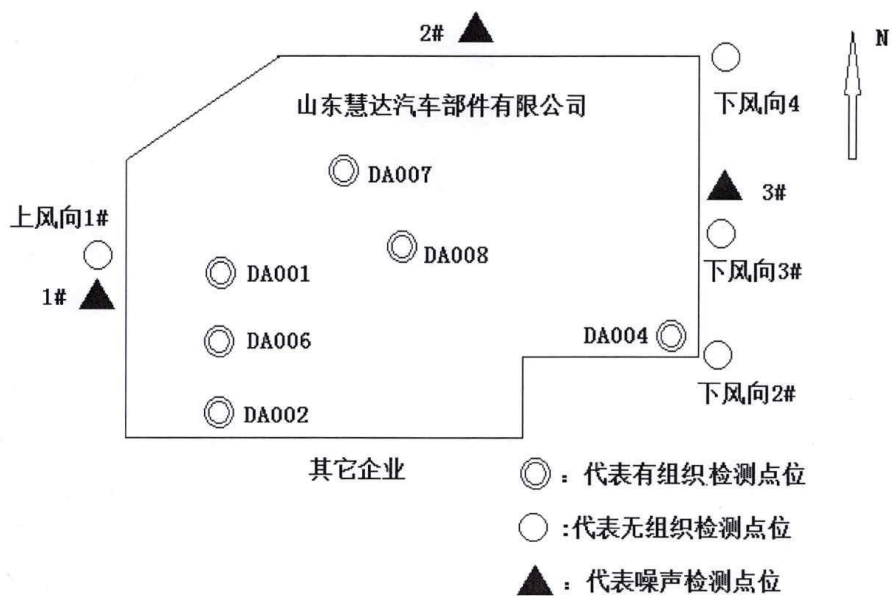 2#
N
山东慧达汽车部件有限公司
下风向4
DA007
3#
上风向1#
DA008
下风向3#
DA001
1#
DA006
DA004
下风向2#
DA002
其它企业
：代表有组织检测点位
:代表无组织检测点位
：代表噪声检测点位